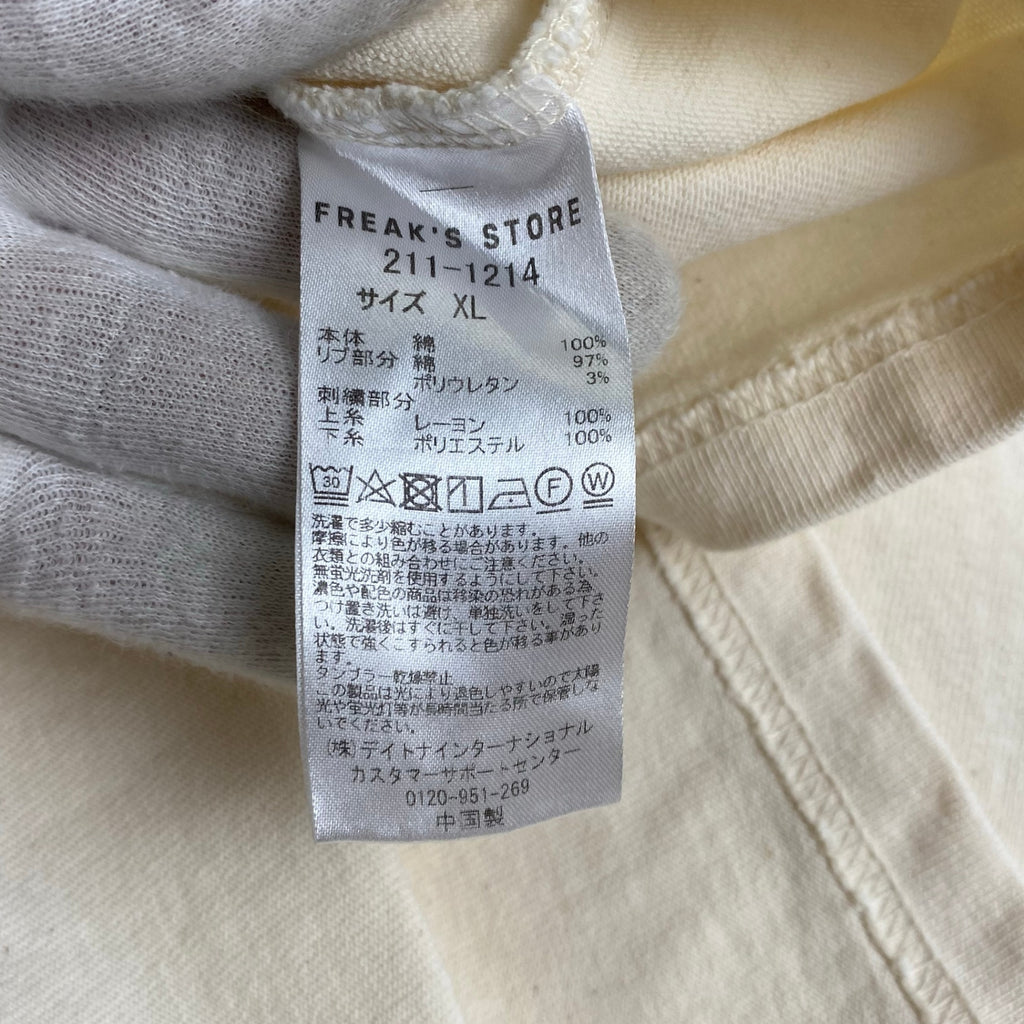 FREAK'S STORE
211-1214
サイズ XL
本体 綿 100%
リブ部分 綿 97%
ポリウレタン 3%
刺繍部分
上糸 レーヨン 100%
下糸 ポリエステル 100%
30 F W
洗濯で多少縮むことがあります。
摩擦により色が移る場合があります。他の
衣類との組み合わせにご注意ください。
無蛍光洗剤を使用するようにして下さい。
濃色や配色の商品は移染の恐れがある為、
つけ置き洗いは避け、単独洗いをして下さ
い。洗濯後はすぐに干して下さい。湿った
状態で強くこすられると色が移る事があり
ます。
タンブラー乾燥禁止
この製品は光により退色しやすいので太陽
光や蛍光灯等が長時間当たる所で保管しな
いでください。
(株)デイトナインターナショナル
カスタマーサポートセンター
0120-951-269
中国製